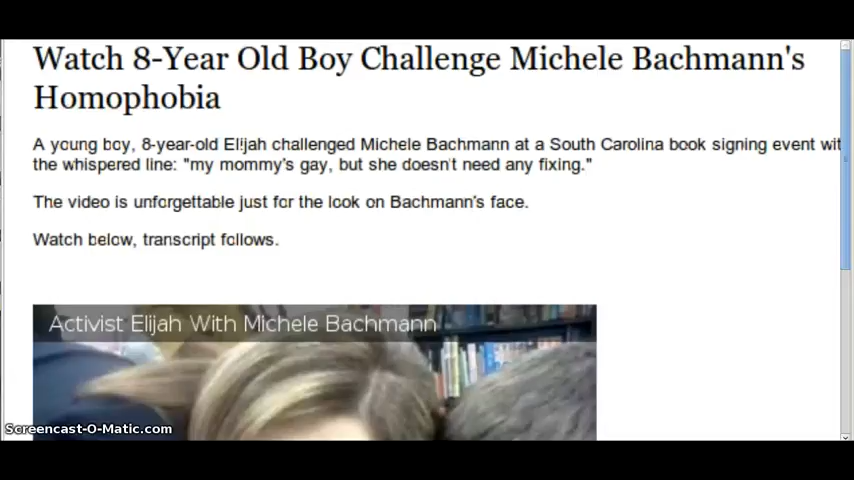 Watch 8-Year Old Boy Challenge Michele Bachmann's
Homophobia
A young boy, 8-year-old Elijah challenged Michele Bachmann at a South Carolina book signing event wit
the whispered line: "my mommy's gay, but she doesn't need any fixing."
The video is unforgettable just for the look on Bachmann's face.
Watch below, transcript follows.
Activist Elijah With Michele Bachmann
Screencast-O-Matic.com